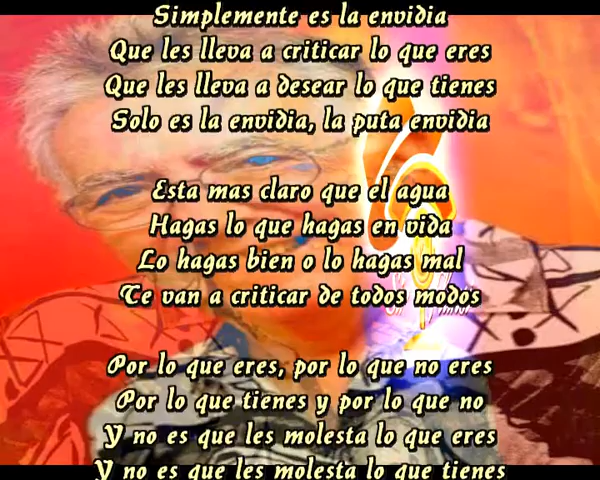 Simplemente es la envidia
Que les lleva a criticar lo que eres
Que les lleva a desear lo que tienes
Solo es la envidia, la puta envidia
Esta mas claro que el agua
Hagas lo que hagas en vida
Lo hagas bien o lo hagas mal
Te van a criticar de todos modos
Por lo que eres, por lo que no eres
Por lo que tienes y por lo que no
Y no es que les molesta lo que eres
Y no es que les molesta lo que tienes